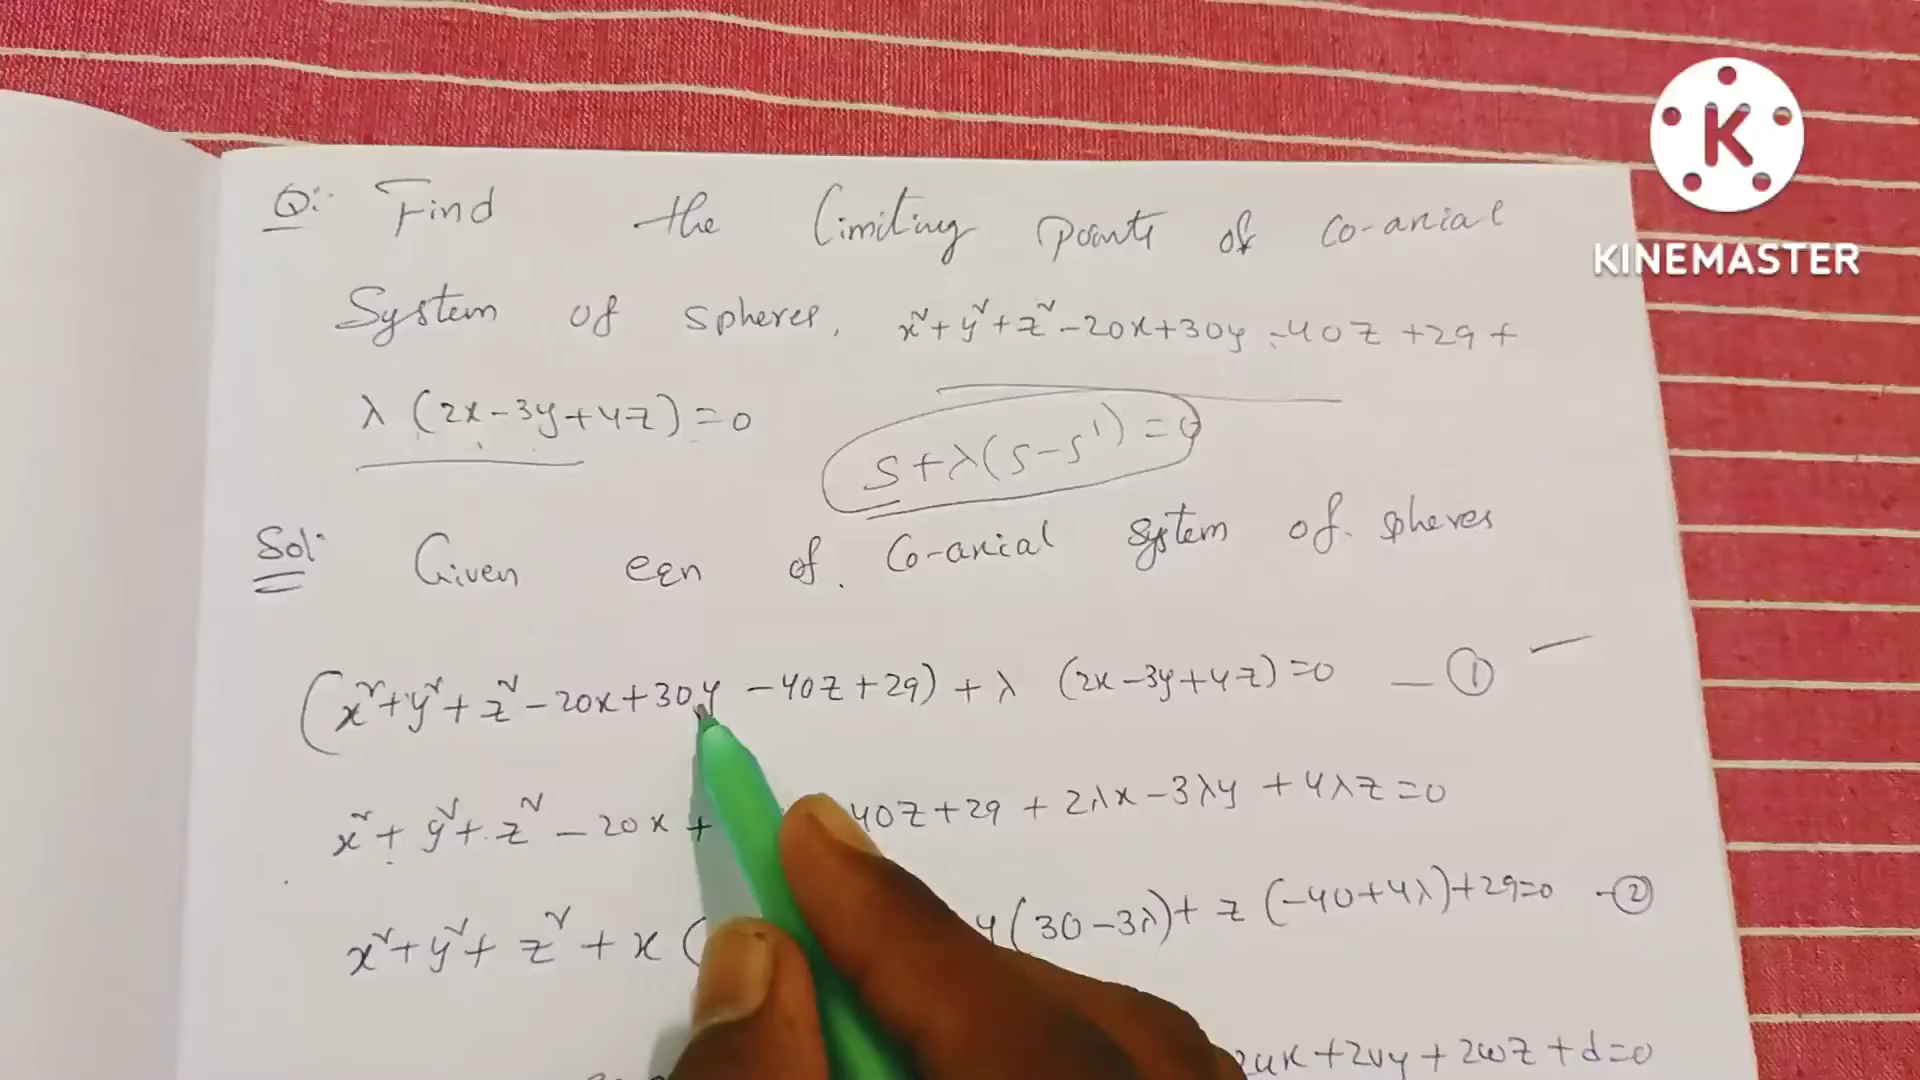 Q:- Find the limiting points of co-axial
System of spheres. x²+y²+z²-20x+30y-40z+29+
λ(2x-3y+4z)=0
S+λ(S-S')=0
Sol: Given eqn of Co-axial system of spheres
(x²+y²+z²-20x+30y-40z+29)+λ(2x-3y+4z)=0 — ①
x²+y²+z²-20x+ 40z+29+2λx-3λy+4λz=0
x²+y²+z²+x( y(30-3λ)+z(-40+4λ)+29=0 -②
2ux+2vy+2wz+d=0
K
KINEMASTER